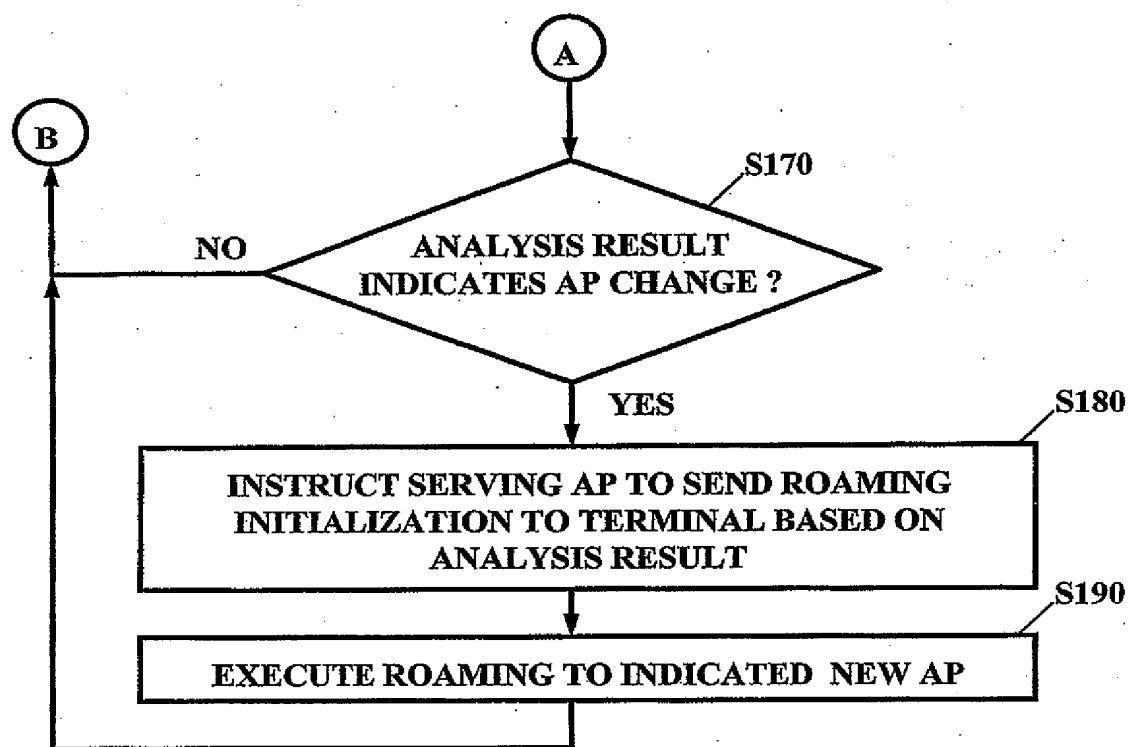 A
B
S170
ANALYSIS RESULT
INDICATES AP CHANGE ?
NO
YES
S180
INSTRUCT SERVING AP TO SEND ROAMING
INITIALIZATION TO TERMINAL BASED ON
ANALYSIS RESULT
S190
EXECUTE ROAMING TO INDICATED NEW AP